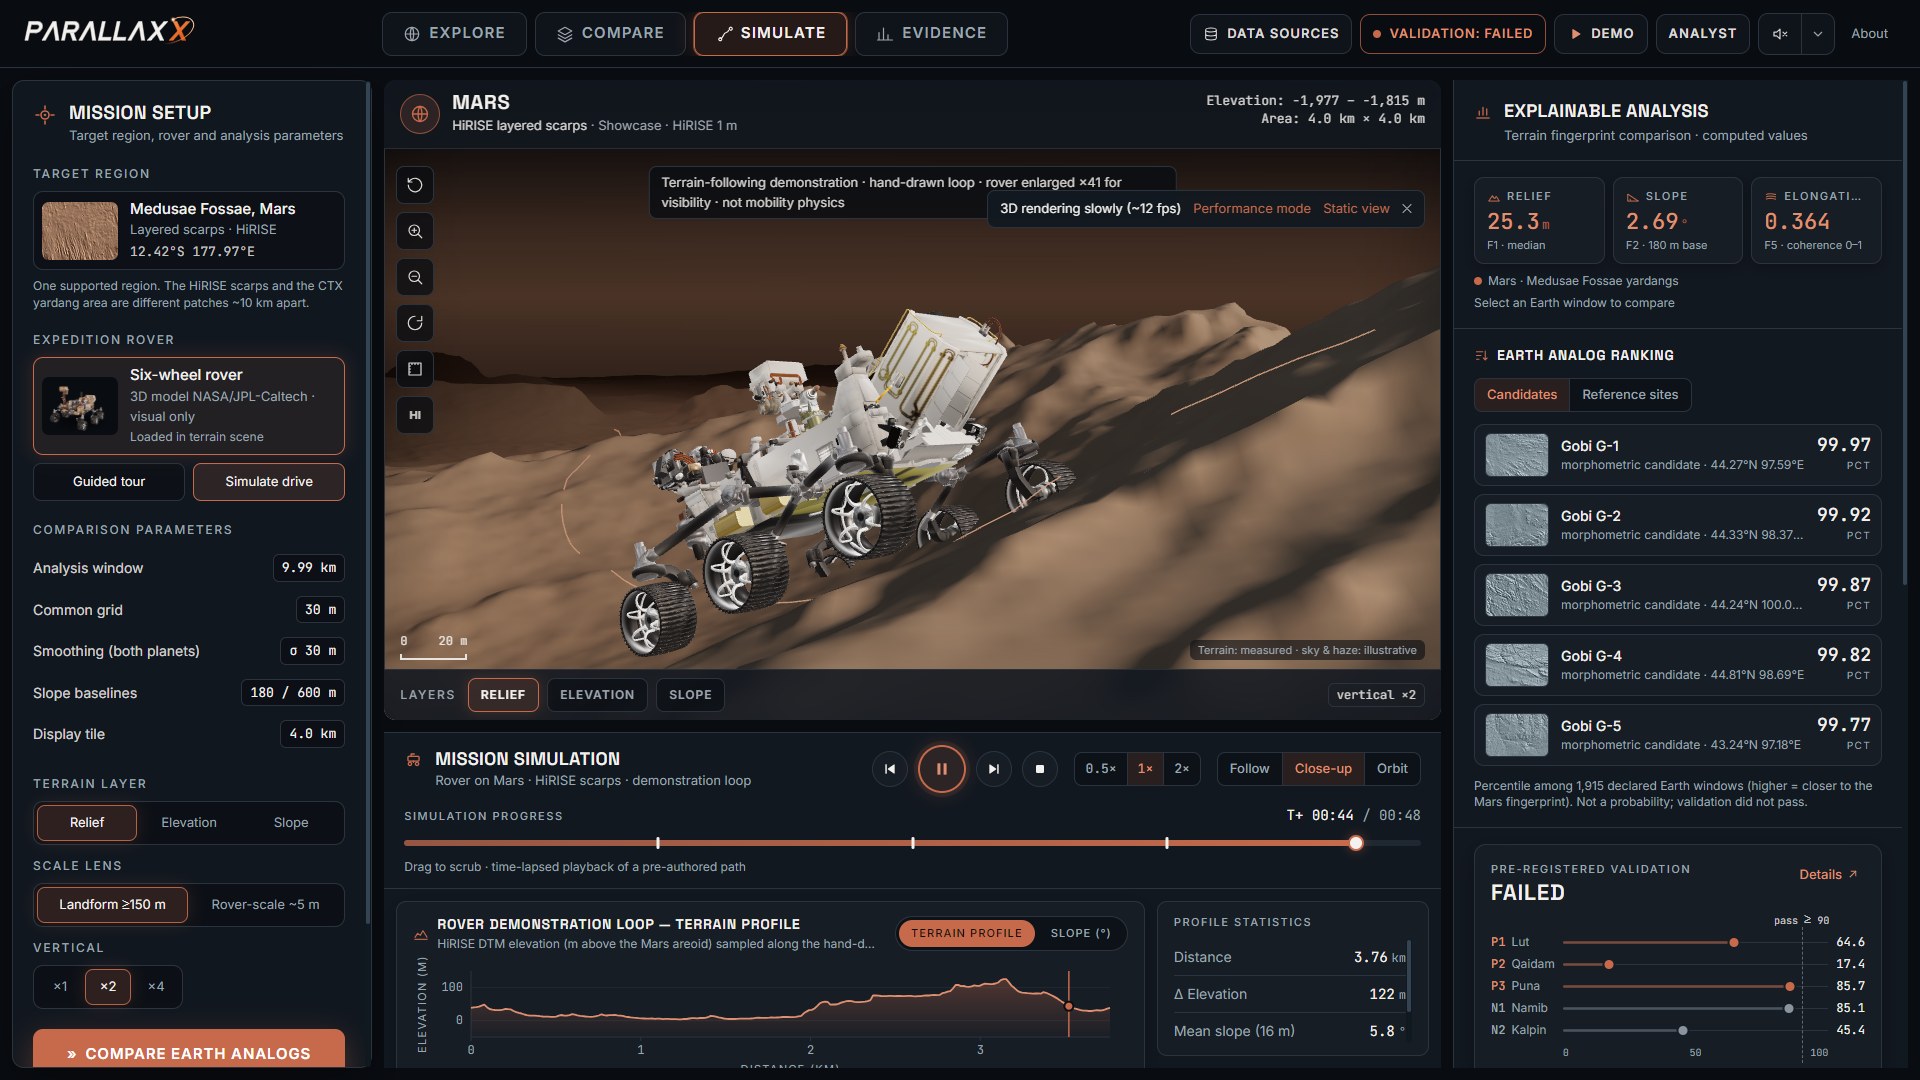 PARALLAXX
EXPLORE
COMPARE
SIMULATE
EVIDENCE
DATA SOURCES
VALIDATION: FAILED
DEMO
ANALYST
About
MISSION SETUP
Target region, rover and analysis parameters
TARGET REGION
Medusae Fossae, Mars
Layered scarps · HiRISE
12.42°S 177.97°E
One supported region. The HiRISE scarps and the CTX
yardang area are different patches ~10 km apart.
EXPEDITION ROVER
Six-wheel rover
3D model NASA/JPL-Caltech ·
visual only
Loaded in terrain scene
Guided tour
Simulate drive
COMPARISON PARAMETERS
Analysis window 9.99 km
Common grid 30 m
Smoothing (both planets) σ 30 m
Slope baselines 180 / 600 m
Display tile 4.0 km
TERRAIN LAYER
Relief Elevation Slope
SCALE LENS
Landform ≥150 m Rover-scale ~5 m
VERTICAL
×1 ×2 ×4
» COMPARE EARTH ANALOGS
MARS
HiRISE layered scarps · Showcase · HiRISE 1 m
Elevation: -1,977 – -1,815 m
Area: 4.0 km × 4.0 km
Terrain-following demonstration · hand-drawn loop · rover enlarged ×41 for
visibility · not mobility physics
3D rendering slowly (~12 fps) Performance mode Static view ×
HI
0 20 m
Terrain: measured · sky & haze: illustrative
LAYERS RELIEF ELEVATION SLOPE
vertical ×2
MISSION SIMULATION
Rover on Mars · HiRISE scarps · demonstration loop
0.5× 1× 2×
Follow Close-up Orbit
SIMULATION PROGRESS
T+ 00:44 / 00:48
Drag to scrub · time-lapsed playback of a pre-authored path
ROVER DEMONSTRATION LOOP — TERRAIN PROFILE
HiRISE DTM elevation (m above the Mars areoid) sampled along the hand-d...
TERRAIN PROFILE SLOPE (°)
ELEVATION (M)
100
0
0 1 2 3
DISTANCE (KM)
PROFILE STATISTICS
Distance 3.76 km
Δ Elevation 122 m
Mean slope (16 m) 5.8 °
EXPLAINABLE ANALYSIS
Terrain fingerprint comparison · computed values
RELIEF
25.3 m
F1 · median
SLOPE
2.69 °
F2 · 180 m base
ELONGATI...
0.364
F5 · coherence 0–1
Mars · Medusae Fossae yardangs
Select an Earth window to compare
EARTH ANALOG RANKING
Candidates Reference sites
Gobi G-1 99.97
morphometric candidate · 44.27°N 97.59°E PCT
Gobi G-2 99.92
morphometric candidate · 44.33°N 98.37... PCT
Gobi G-3 99.87
morphometric candidate · 44.24°N 100.0... PCT
Gobi G-4 99.82
morphometric candidate · 44.81°N 98.69°E PCT
Gobi G-5 99.77
morphometric candidate · 43.24°N 97.18°E PCT
Percentile among 1,915 declared Earth windows (higher = closer to the
Mars fingerprint). Not a probability; validation did not pass.
PRE-REGISTERED VALIDATION
FAILED
Details ↗
pass ≥ 90
P1 Lut 64.6
P2 Qaidam 17.4
P3 Puna 85.7
N1 Namib 85.1
N2 Kalpin 45.4
0 50 100